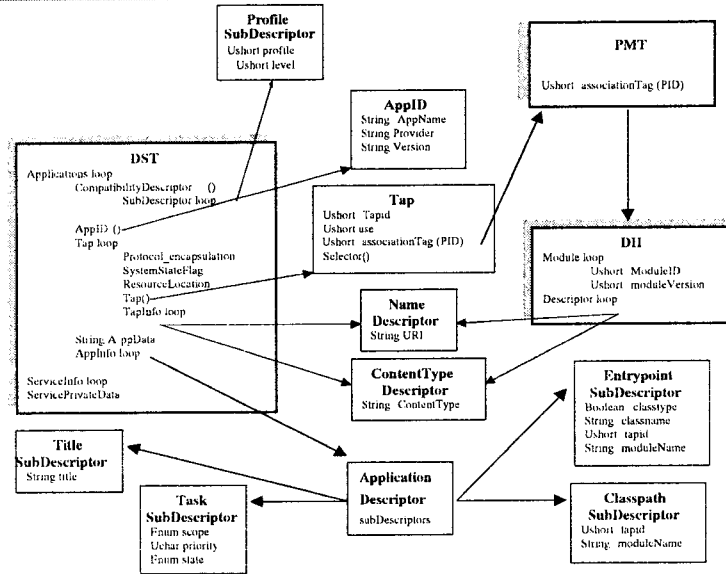 Profile
SubDescriptor
Ushort profile
Ushort level
PMT
Ushort associationTag (PID)
AppID
String AppName
String Provider
String Version
DST
Applications loop
CompatibilityDescriptor ()
SubDescriptor loop
AppID ()
Tap loop
Protocol_encapsulation
SystemStateFlag
ResourceLocation
Tap()
TapInfo loop
String A ppData
AppInfo loop
ServiceInfo loop
ServicePrivateData
Tap
Ushort Tapid
Ushort use
Ushort associationTag (PID)
Selector()
DII
Module loop
Ushort ModuleID
Ushort moduleVersion
Descriptor loop
Name
Descriptor
String URI
ContentType
Descriptor
String ContentType
Entrypoint
SubDescriptor
Boolean classtype
String classname
Ushort tapid
String moduleName
Title
SubDescriptor
String title
Task
SubDescriptor
Enum scope
Uchar priority
Enum state
Application
Descriptor
subDescriptors
Classpath
SubDescriptor
Ushort tapid
String moduleName